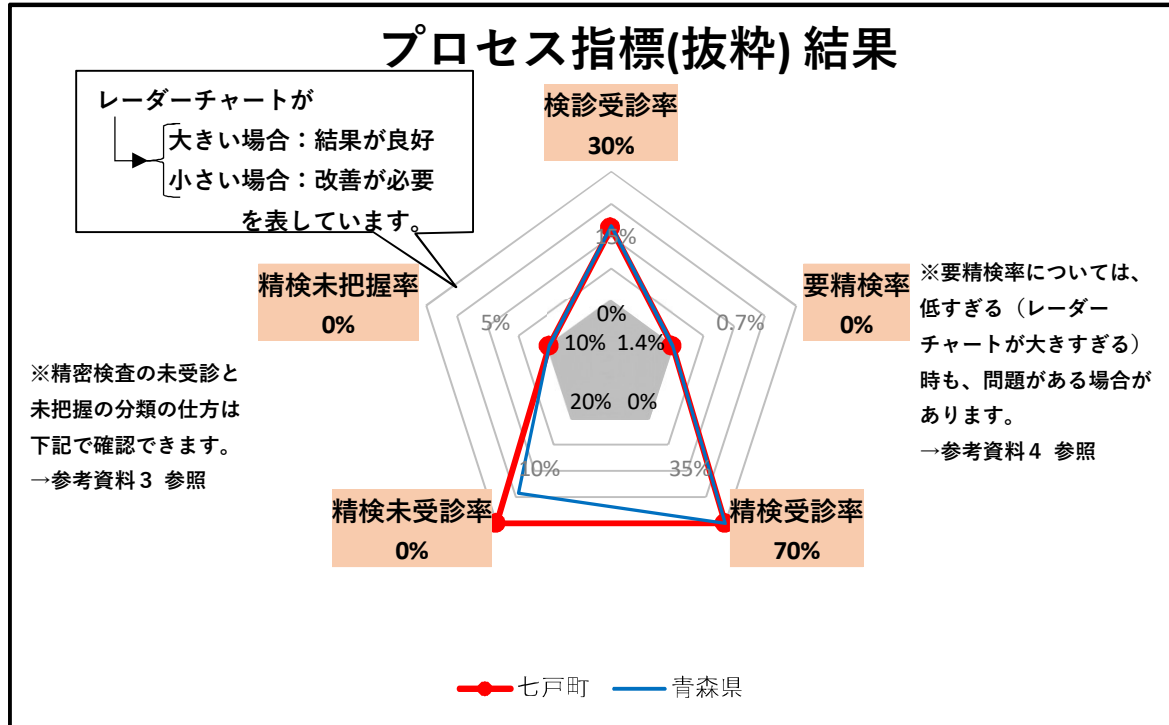 プロセス指標(抜粋) 結果
レーダーチャートが
大きい場合：結果が良好
小さい場合：改善が必要
を表しています。
検診受診率
30%
15%
0%
精検未把握率
0%
5%
10%
1.4%
0.7%
要精検率
0%
※要精検率については、
低すぎる（レーダー
チャートが大きすぎる）
時も、問題がある場合が
あります。
→参考資料４ 参照
※精密検査の未受診と
未把握の分類の仕方は
下記で確認できます。
→参考資料３ 参照
20%
0%
10%
35%
精検未受診率
0%
精検受診率
70%
七戸町
青森県